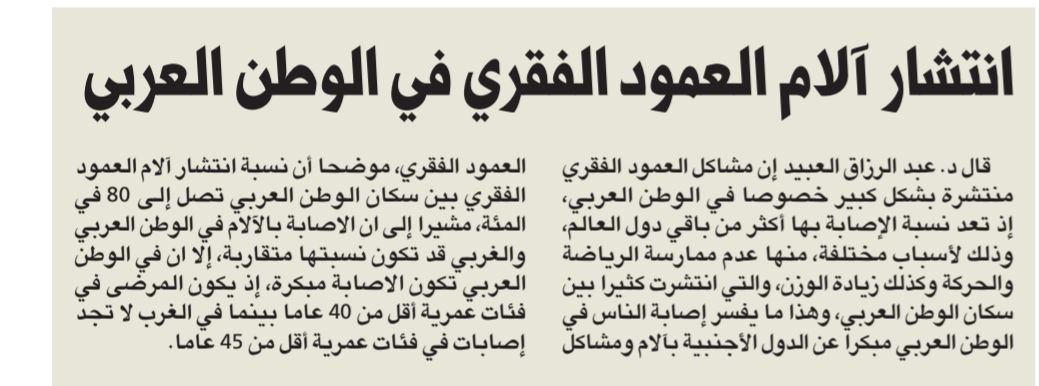 انتشار آلام العمود الفقري في الوطن العربي
قال د. عبد الرزاق العبيد إن مشاكل العمود الفقري
منتشرة بشكل كبير خصوصا في الوطن العربي،
إذ تعد نسبة الإصابة بها أكثر من باقي دول العالم،
وذلك لأسباب مختلفة، منها عدم ممارسة الرياضة
والحركة وكذلك زيادة الوزن، والتي انتشرت كثيرا بين
سكان الوطن العربي، وهذا ما يفسر إصابة الناس في
الوطن العربي مبكرا عن الدول الأجنبية بآلام ومشاكل
العمود الفقري، موضحا أن نسبة انتشار آلام العمود
الفقري بين سكان الوطن العربي تصل إلى 80 في
المئة، مشيرا إلى ان الاصابة بالآلام في الوطن العربي
والغربي قد تكون نسبتها متقاربة، إلا ان في الوطن
العربي تكون الاصابة مبكرة، إذ يكون المرضى في
فئات عمرية أقل من 40 عاما بينما في الغرب لا تجد
إصابات في فئات عمرية أقل من 45 عاما.